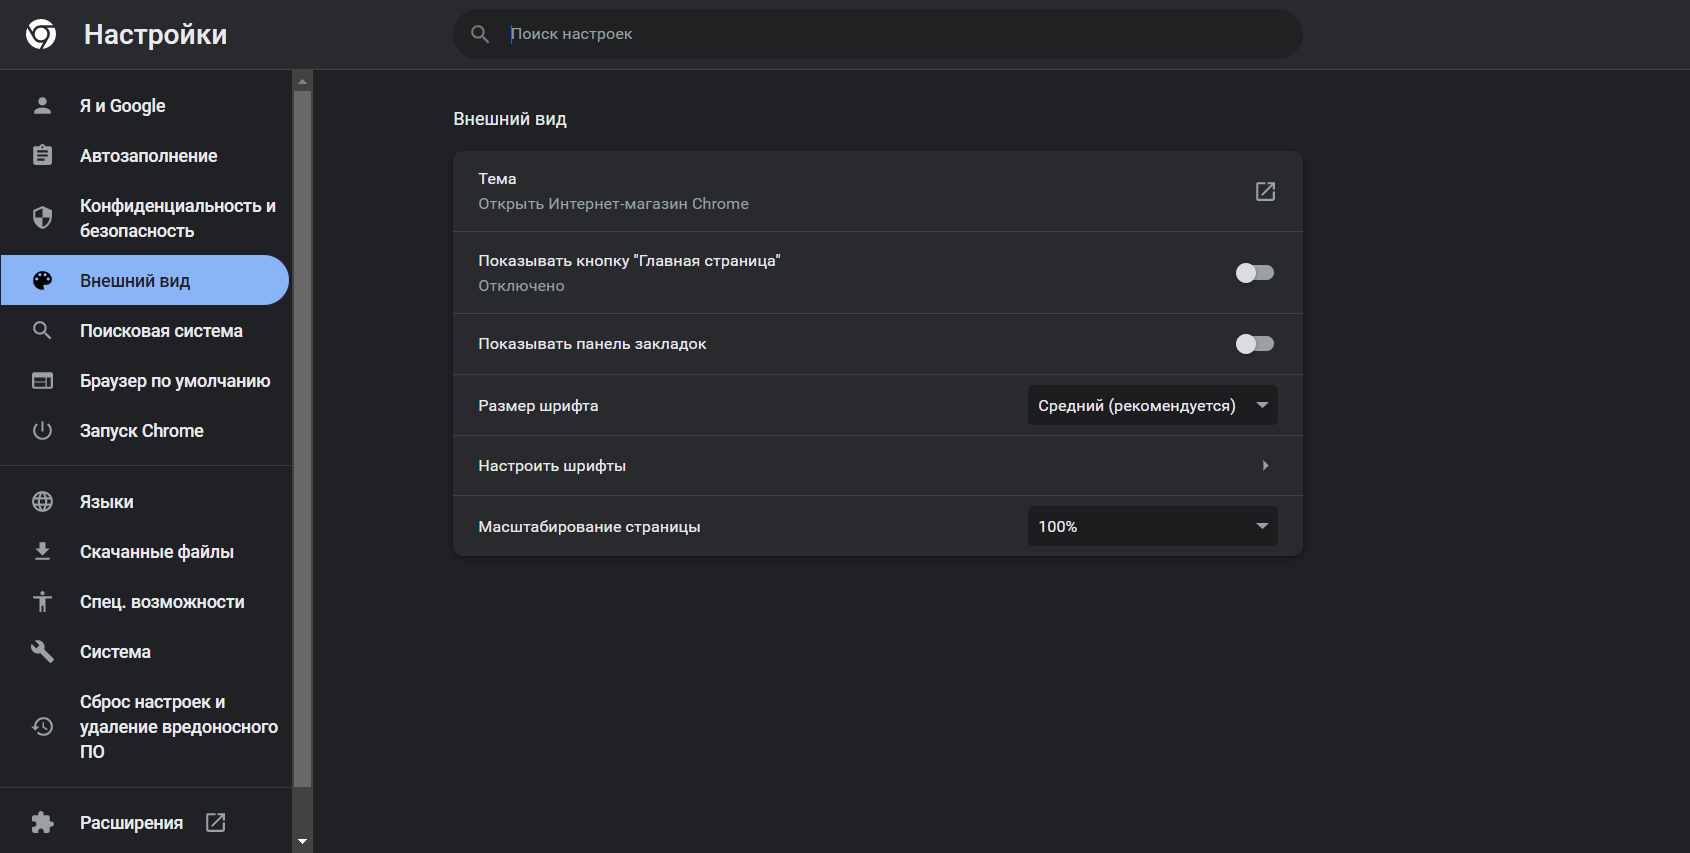 Настройки
Поиск настроек
Я и Google
Автозаполнение
Конфиденциальность и
безопасность
Внешний вид
Поисковая система
Браузер по умолчанию
Запуск Chrome
Языки
Скачанные файлы
Спец. возможности
Система
Сброс настроек и
удаление вредоносного
ПО
Расширения
Внешний вид
Тема
Открыть Интернет-магазин Chrome
Показывать кнопку "Главная страница"
Отключено
Показывать панель закладок
Размер шрифта
Средний (рекомендуется)
Настроить шрифты
Масштабирование страницы
100%